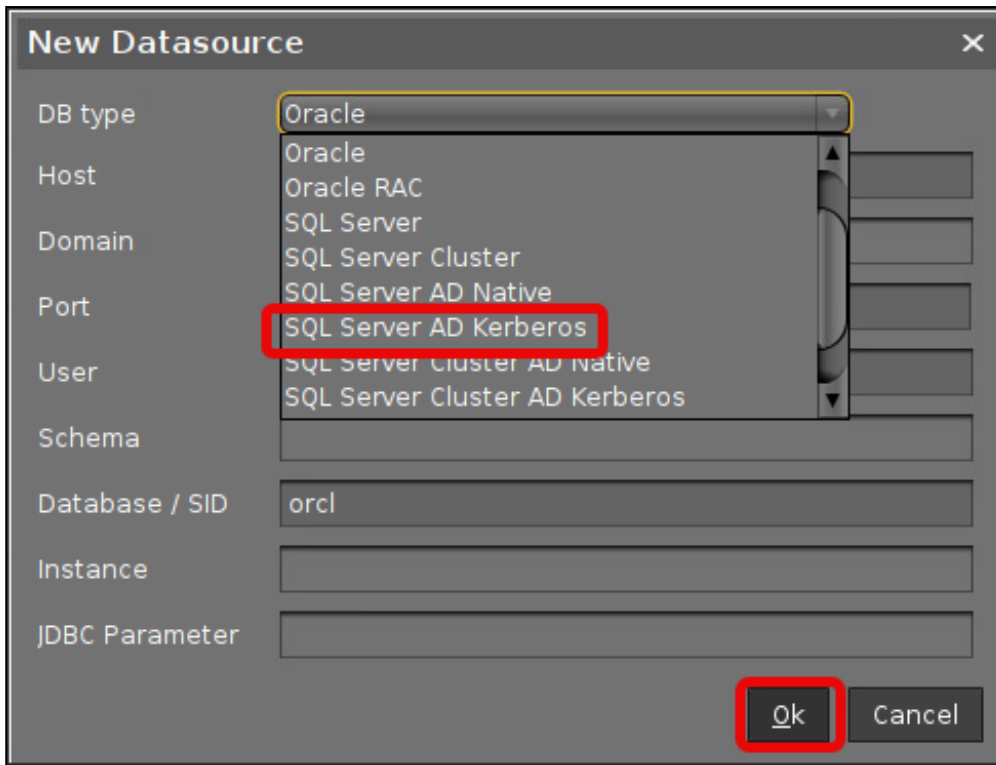 New Datasource
DB type
Oracle
Oracle
Host
Oracle RAC
SQL Server
Domain
SQL Server Cluster
SQL Server AD Native
Port
SQL Server AD Kerberos
User
SQL Server Cluster AD Native
SQL Server Cluster AD Kerberos
Schema
Database / SID
orcl
Instance
JDBC Parameter
Ok
Cancel